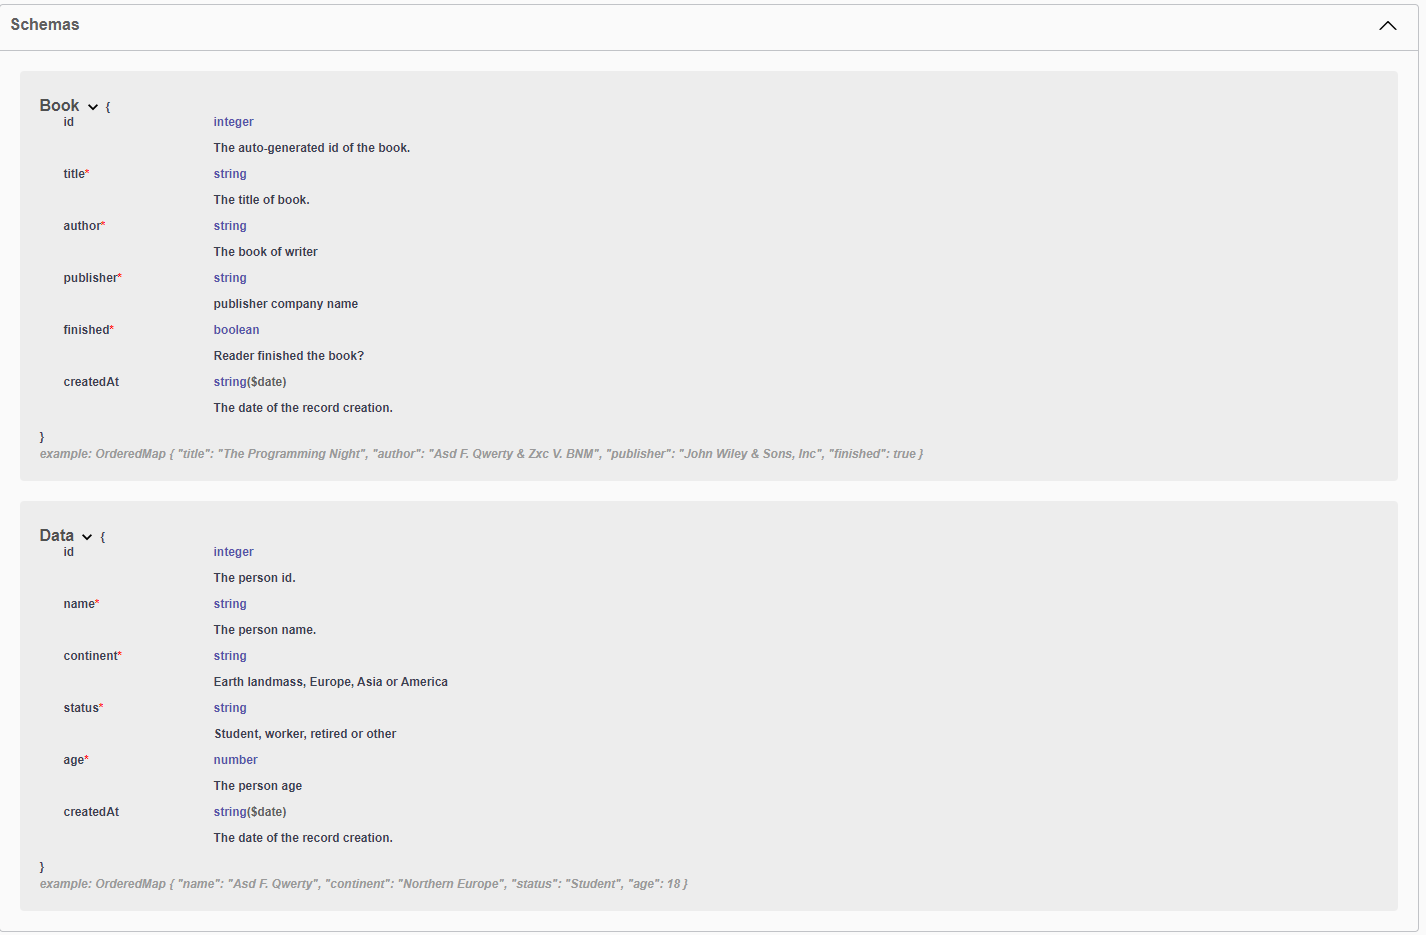 Schemas
Book {
id integer
The auto-generated id of the book.
title* string
The title of book.
author* string
The book of writer
publisher* string
publisher company name
finished* boolean
Reader finished the book?
createdAt string($date)
The date of the record creation.
}
example: OrderedMap { "title": "The Programming Night", "author": "Asd F. Qwerty & Zxc V. BNM", "publisher": "John Wiley & Sons, Inc", "finished": true }
Data {
id integer
The person id.
name* string
The person name.
continent* string
Earth landmass, Europe, Asia or America
status* string
Student, worker, retired or other
age* number
The person age
createdAt string($date)
The date of the record creation.
}
example: OrderedMap { "name": "Asd F. Qwerty", "continent": "Northern Europe", "status": "Student", "age": 18 }